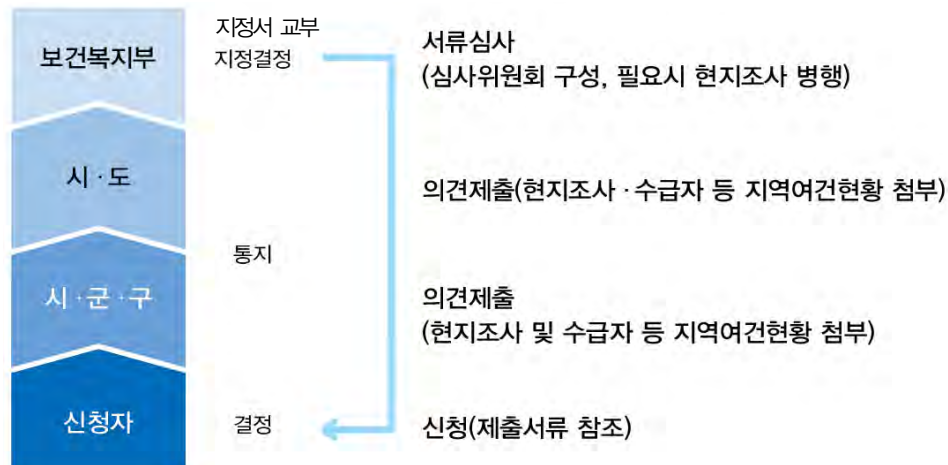 보건복지부
지정서 교부
지정결정
서류심사
(심사위원회 구성, 필요시 현지조사 병행)
시·도
의견제출(현지조사·수급자 등 지역여건현황 첨부)
통지
시·군·구
의견제출
(현지조사 및 수급자 등 지역여건현황 첨부)
신청자
결정
신청(제출서류 참조)